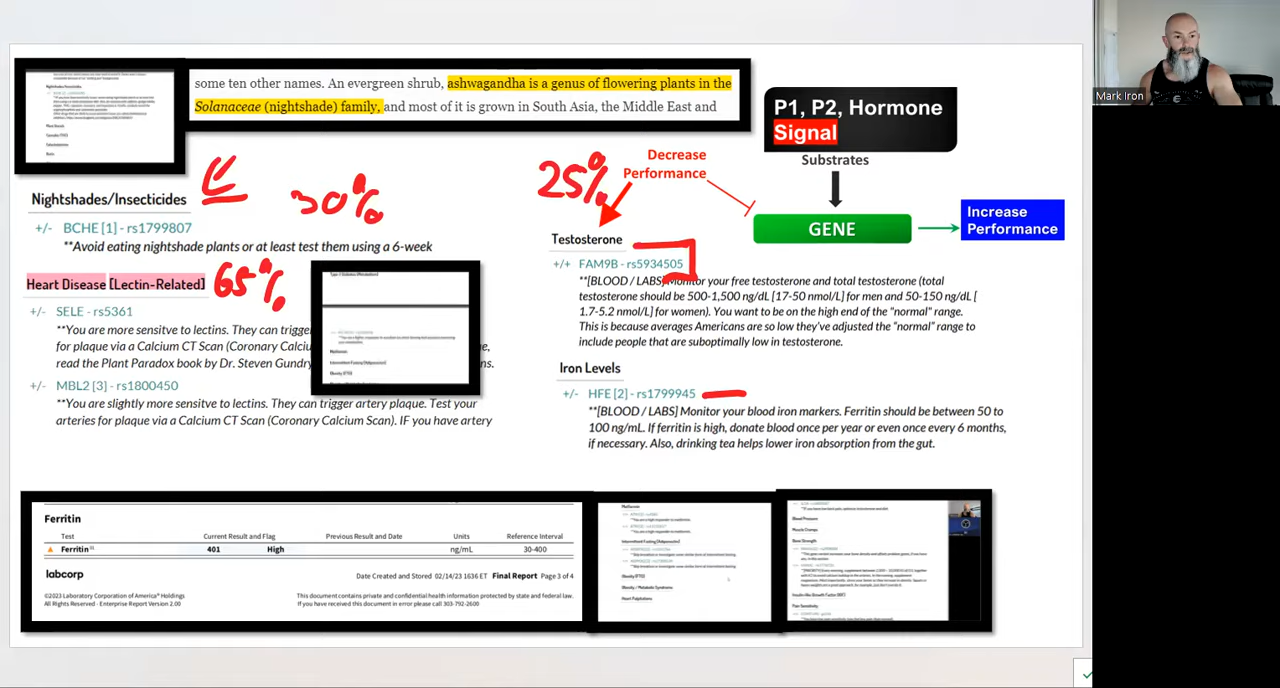 some ten other names. An evergreen shrub, ashwagandha is a genus of flowering plants in the
Solanaceae (nightshade) family, and most of it is grown in South Asia, the Middle East and
P1, P2, Hormone
Signal
Substrates
Mark Iron
Decrease
Performance
25%
GENE
Increase
Performance
Nightshades/Insecticides
30%
+/- BCHE [1] - rs1799807
**Avoid eating nightshade plants or at least test them using a 6-week
Heart Disease [Lectin-Related]
65%
+/- SELE - rs5361
**You are more sensitve to lectins. They can trigger
for plaque via a Calcium CT Scan (Coronary Calciu
read the Plant Paradox book by Dr. Steven Gundry
+/- MBL2 [3] - rs1800450
**You are slightly more sensitve to lectins. They can trigger artery plaque. Test your
arteries for plaque via a Calcium CT Scan (Coronary Calcium Scan). IF you have artery
Testosterone
+/+ FAM9B - rs5934505
**[BLOOD / LABS] Monitor your free testosterone and total testosterone (total
testosterone should be 500-1,500 ng/dL [17-50 nmol/L] for men and 50-150 ng/dL [
1.7-5.2 nmol/L] for women). You want to be on the high end of the "normal" range.
This is because averages Americans are so low they've adjusted the "normal" range to
include people that are suboptimally low in testosterone.
Iron Levels
+/- HFE [2] - rs1799945
**[BLOOD / LABS] Monitor your blood iron markers. Ferritin should be between 50 to
100 ng/mL. If ferritin is high, donate blood once per year or even once every 6 months,
if necessary. Also, drinking tea helps lower iron absorption from the gut.
Ferritin
Test Current Result and Flag Previous Result and Date Units Reference Interval
Ferritin 401 High ng/mL 30-400
labcorp
Date Created and Stored 02/14/23 1636 ET Final Report Page 3 of 4
©2023 Laboratory Corporation of America® Holdings
All Rights Reserved - Enterprise Report Version 2.00
This document contains private and confidential health information protected by state and federal law.
If you have received this document in error please call 303-792-2600